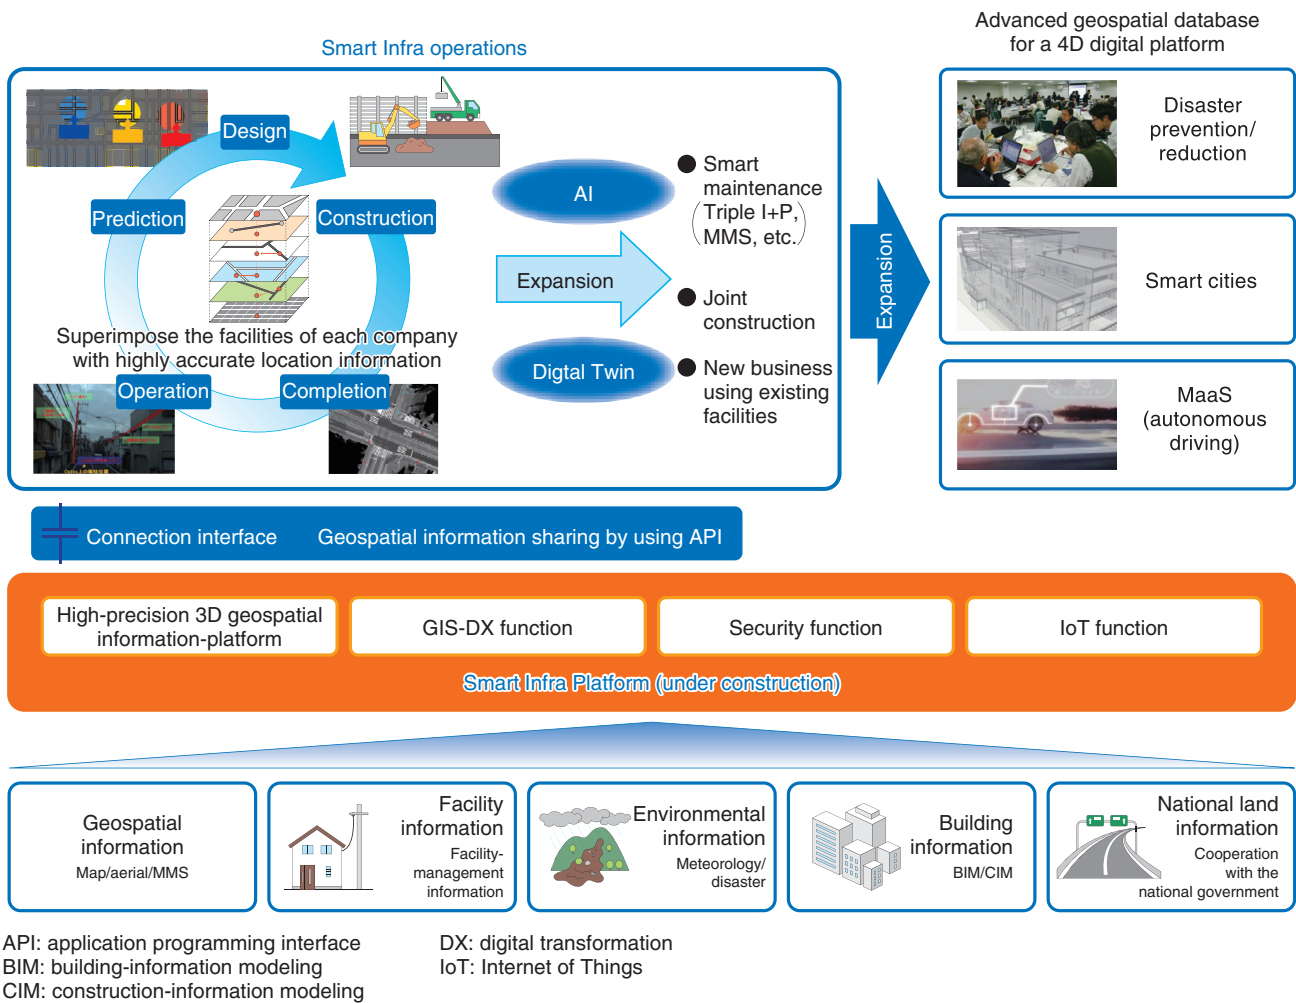 Smart Infra operations
Advanced geospatial database
for a 4D digital platform
Design
Prediction
Construction
Superimpose the facilities of each company
with highly accurate location information
Operation
Completion
AI
Expansion
Digtal Twin
● Smart
maintenance
(Triple I+P,
MMS, etc.)
● Joint
construction
● New business
using existing
facilities
Expansion
Disaster
prevention/
reduction
Smart cities
MaaS
(autonomous
driving)
Connection interface
Geospatial information sharing by using API
High-precision 3D geospatial
information-platform
GIS-DX function
Security function
IoT function
Smart Infra Platform (under construction)
Geospatial
information
Map/aerial/MMS
Facility
information
Facility-
management
information
Environmental
information
Meteorology/
disaster
Building
information
BIM/CIM
National land
information
Cooperation
with the
national government
API: application programming interface
BIM: building-information modeling
CIM: construction-information modeling
DX: digital transformation
IoT: Internet of Things